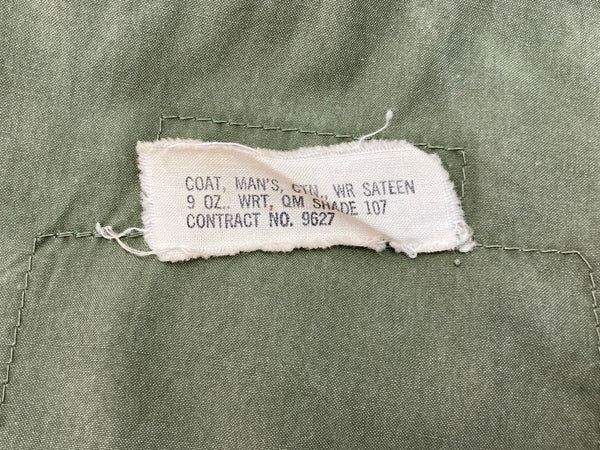 COAT, MAN'S, CTN., WR SATEEN
9 OZ.. WRT, QM SHADE 107
CONTRACT NO. 9627